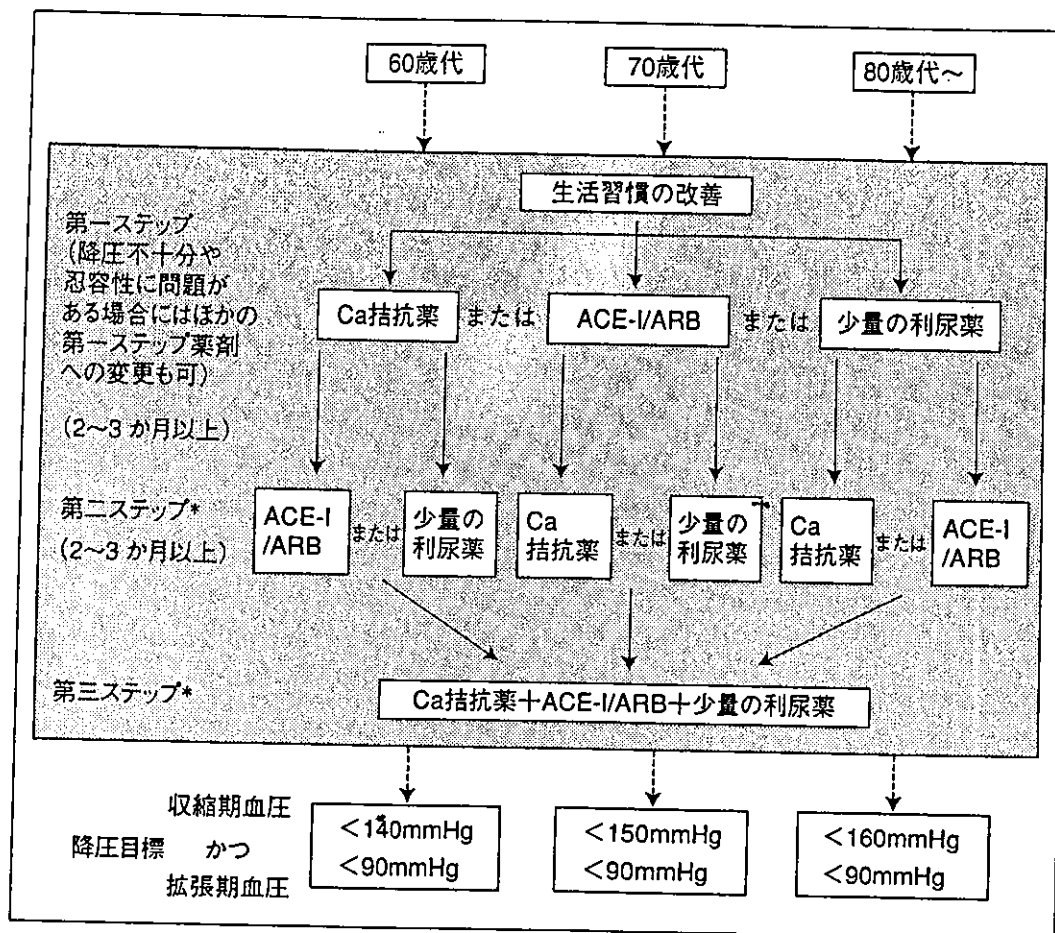 60歳代
70歳代
80歳代～
生活習慣の改善
第一ステップ
(降圧不十分や
忍容性に問題が
ある場合にはほかの
第一ステップ薬剤
への変更も可)
(2～3か月以上)
Ca拮抗薬 または ACE-I/ARB または 少量の利尿薬
第二ステップ*
(2～3か月以上)
ACE-I
/ARB
または
少量の
利尿薬
Ca
拮抗薬
または
少量の
利尿薬
Ca
拮抗薬
または
ACE-I
/ARB
第三ステップ*
Ca拮抗薬＋ACE-I/ARB＋少量の利尿薬
降圧目標
収縮期血圧
かつ
拡張期血圧
＜140mmHg
＜90mmHg
＜150mmHg
＜90mmHg
＜160mmHg
＜90mmHg